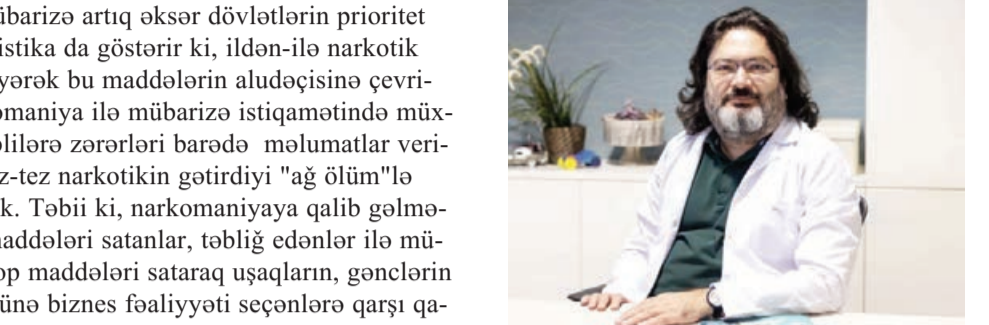 übarizə artıq əksər dövlətlərin prioritet
istika da göstərir ki, ildən-ilə narkotik
yərək bu maddələrin aludəçisinə çevri-
omaniya ilə mübarizə istiqamətində müx-
lilərə zərərləri barədə məlumatlar veri-
z-tez narkotikin gətirdiyi "ağ ölüm"lə
k. Təbii ki, narkomaniyaya qalib gəlmə-
addələri satanlar, təbliğ edənlər ilə mü-
op maddələri sataraq uşaqların, gənclərin
ünə biznes fəaliyyəti seçənlərə qarşı qa-